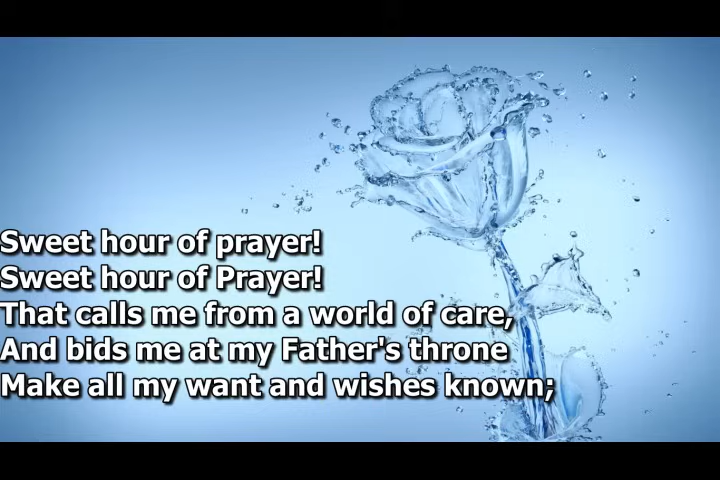 Sweet hour of prayer!
Sweet hour of Prayer!
That calls me from a world of care,
And bids me at my Father's throne
Make all my want and wishes known;